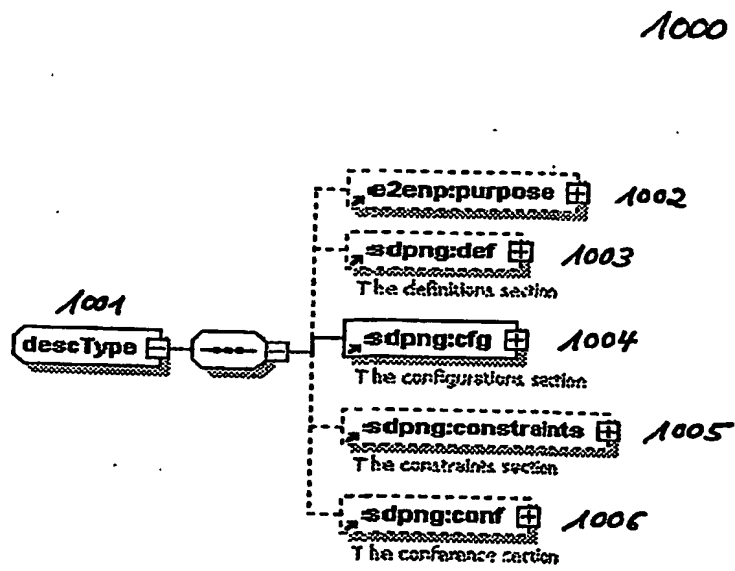 1000
e2enp:purpose 1002
sdpng:def 1003
The definitions section
1001
descType
sdpng:cfg 1004
The configurations section
sdpng:constraints 1005
The constraints section
sdpng:conf 1006
The conference section